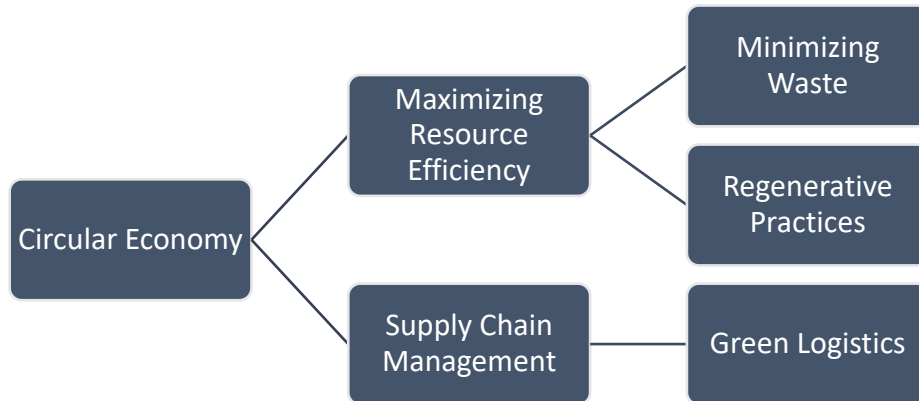 Circular Economy
Maximizing
Resource
Efficiency
Minimizing
Waste
Regenerative
Practices
Supply Chain
Management
Green Logistics